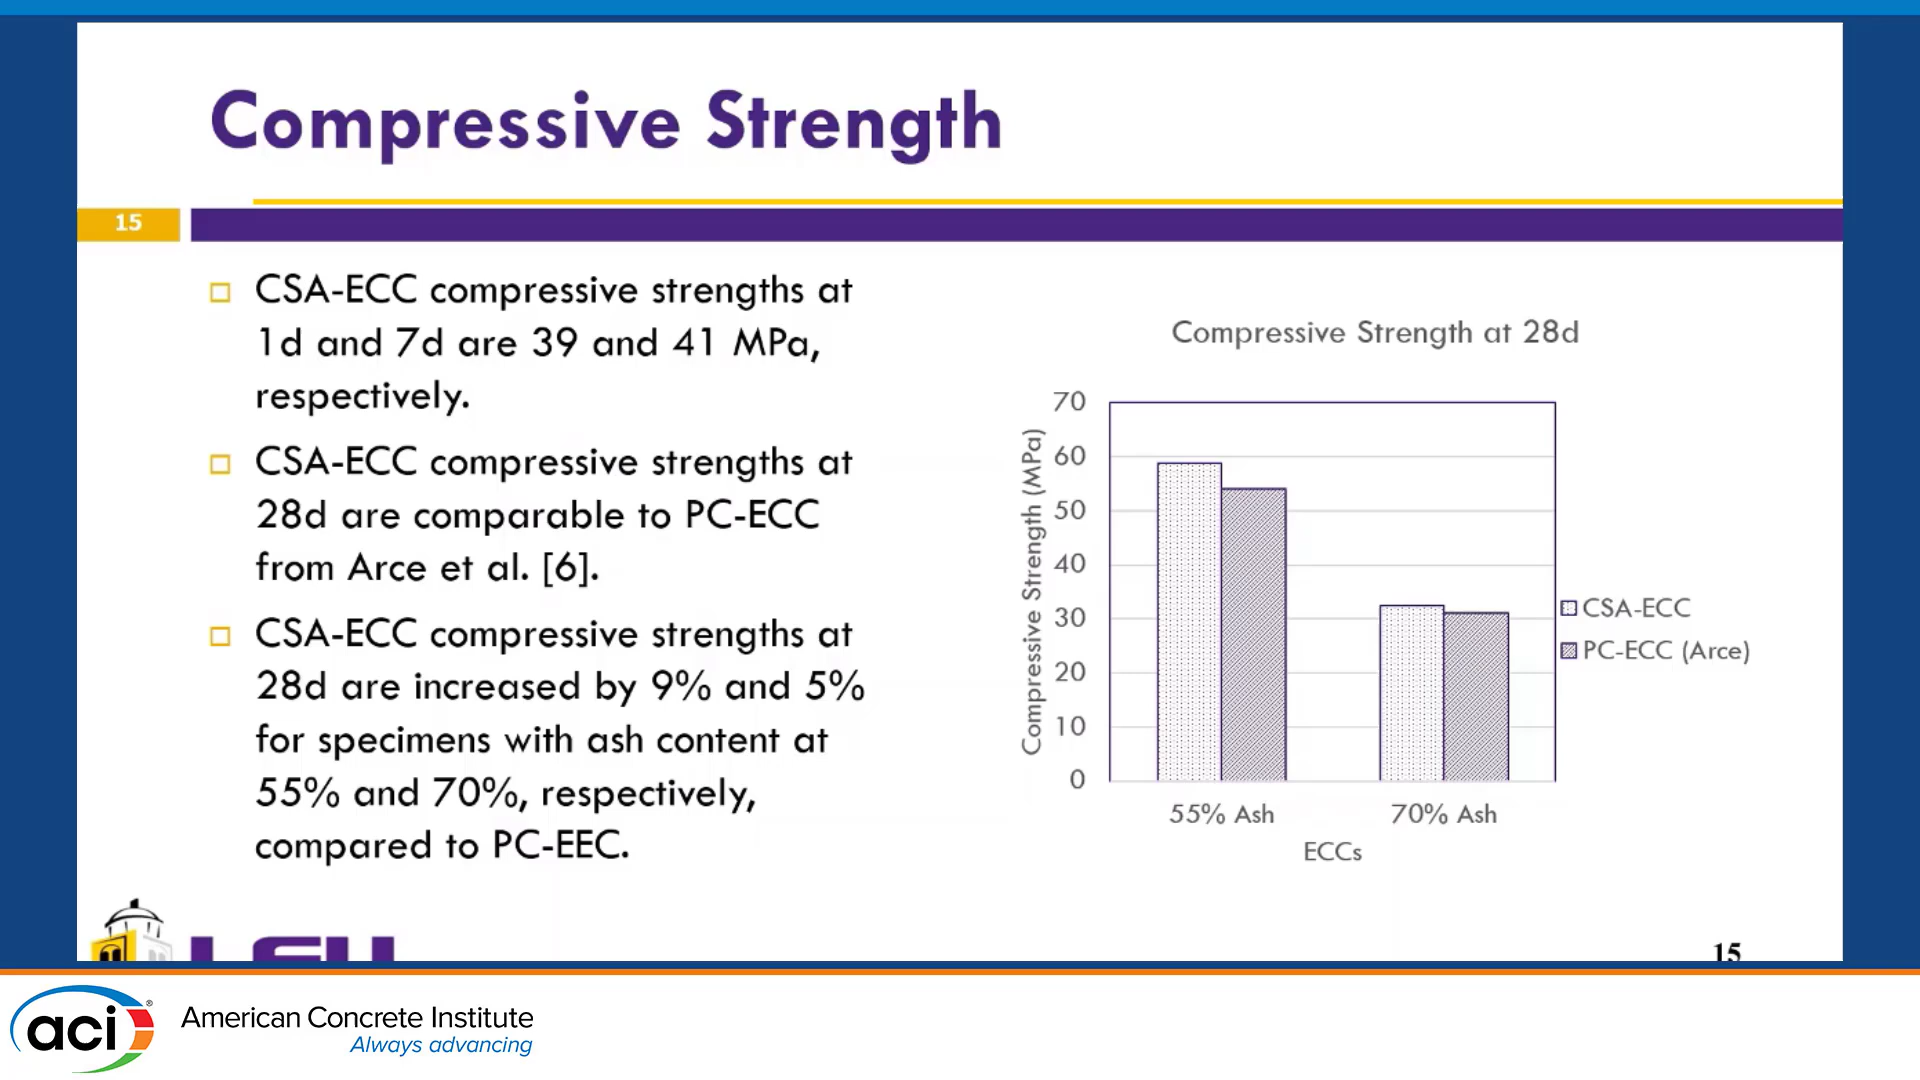 Compressive Strength
15
CSA-ECC compressive strengths at
1d and 7d are 39 and 41 MPa,
respectively.
CSA-ECC compressive strengths at
28d are comparable to PC-ECC
from Arce et al. [6].
CSA-ECC compressive strengths at
28d are increased by 9% and 5%
for specimens with ash content at
55% and 70%, respectively,
compared to PC-EEC.
Compressive Strength at 28d
Compressive Strength (MPa)
70
60
50
40
30
20
10
0
55% Ash 70% Ash
ECCs
CSA-ECC
PC-ECC (Arce)
LSU
15
aci®
American Concrete Institute
Always advancing